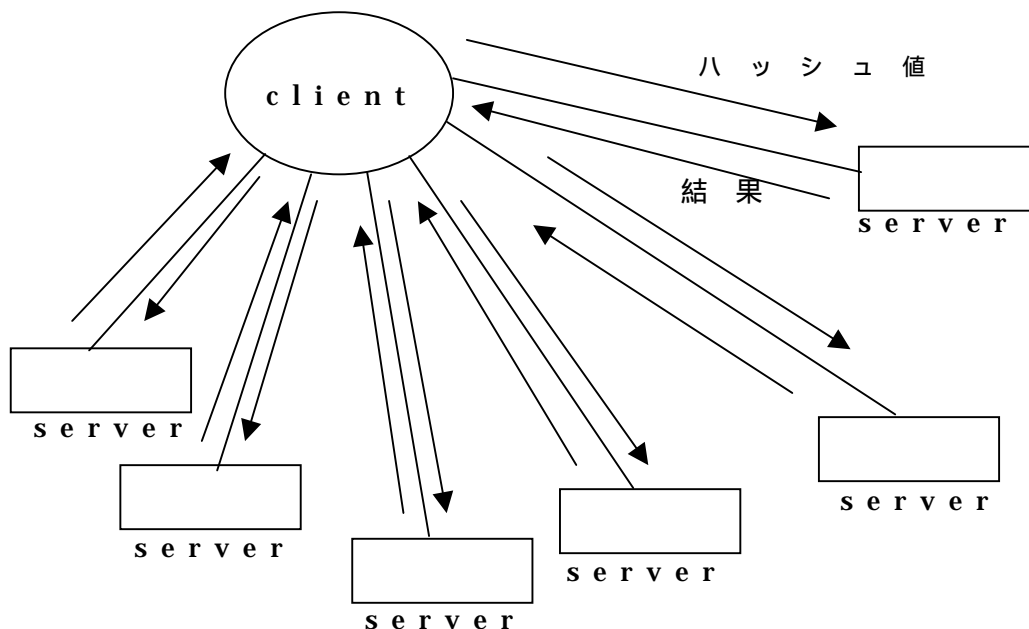 ハッシュ値
client
結果
server
server
server
server
server
server